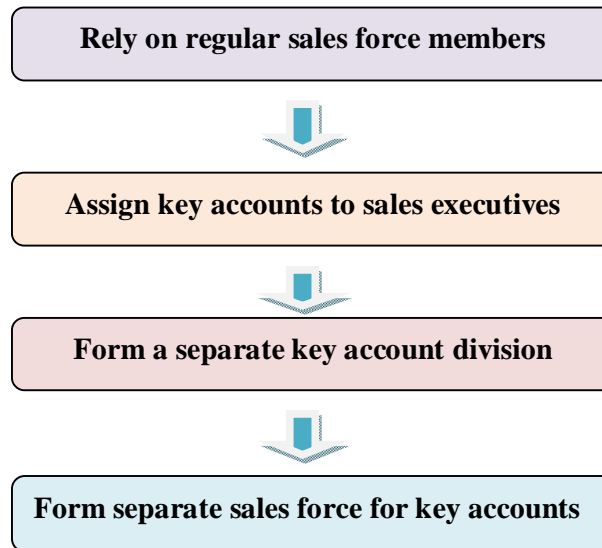 Rely on regular sales force members
Assign key accounts to sales executives
Form a separate key account division
Form separate sales force for key accounts